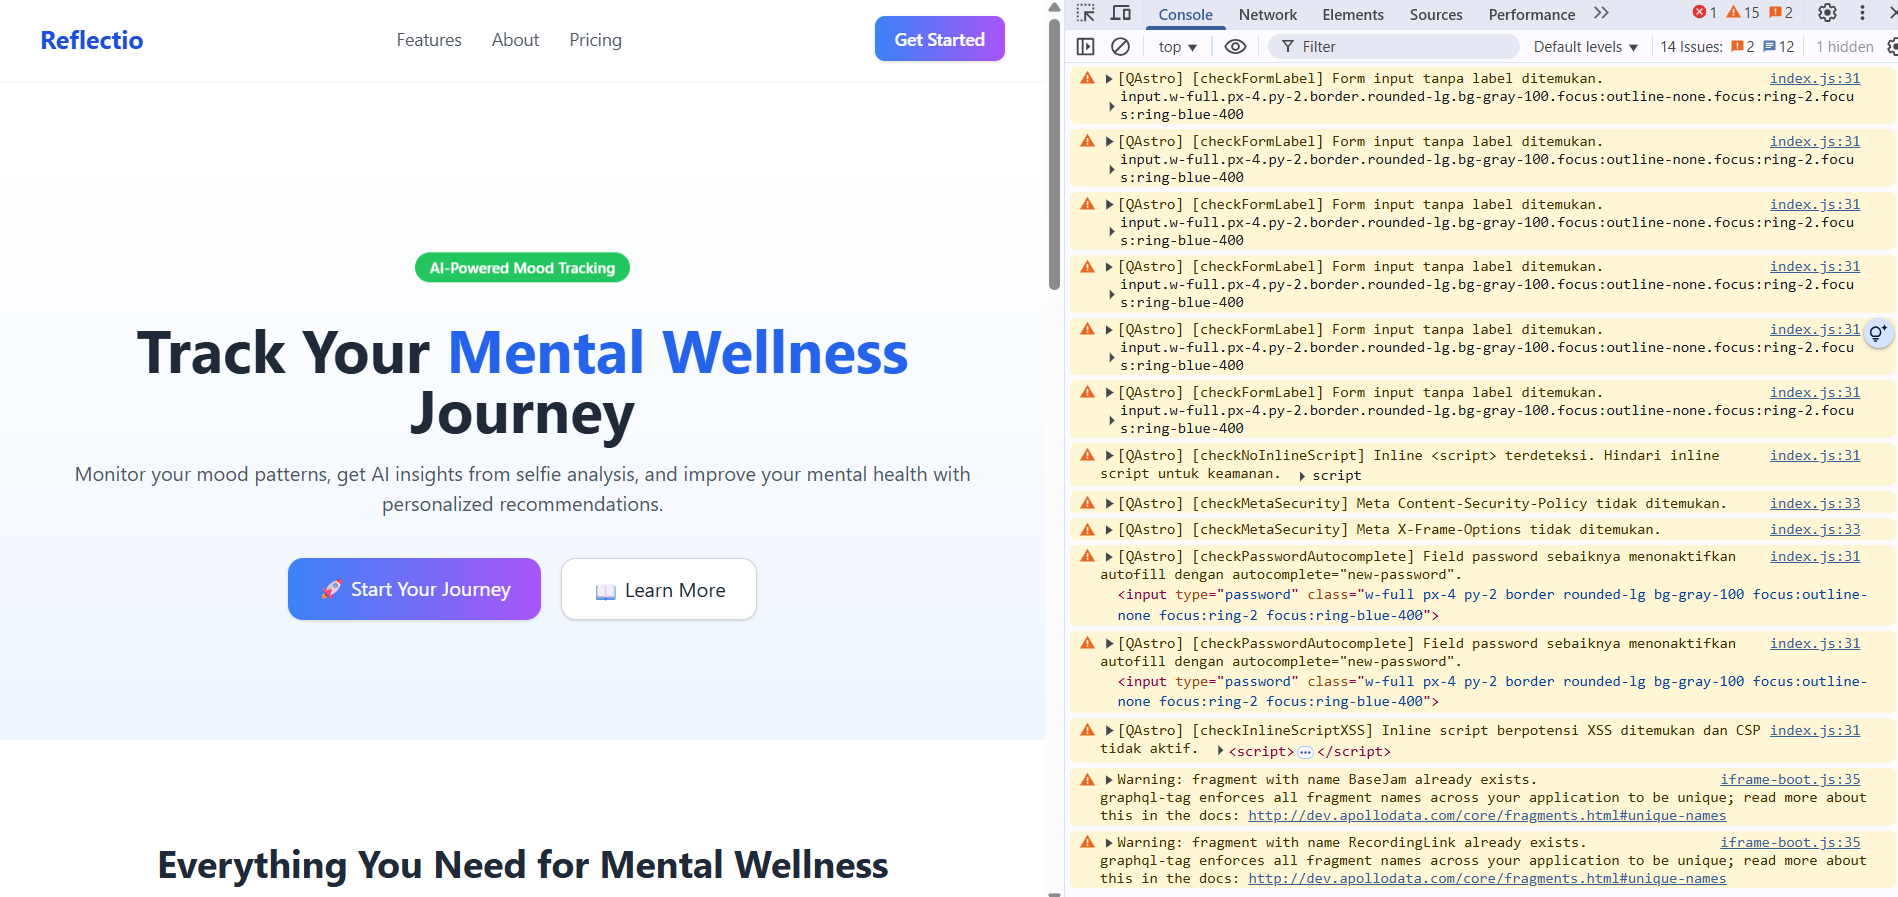 Reflectio
Features
About
Pricing
Get Started
AI-Powered Mood Tracking
Track Your Mental Wellness
Journey
Monitor your mood patterns, get AI insights from selfie analysis, and improve your mental health with
personalized recommendations.
🚀 Start Your Journey
📖 Learn More
Everything You Need for Mental Wellness
Console
Network
Elements
Sources
Performance
1
15
2
top
Filter
Default levels
14 Issues: 2 12
1 hidden
[QAstro] [checkFormLabel] Form input tanpa label ditemukan. index.js:31
input.w-full.px-4.py-2.border.rounded-lg.bg-gray-100.focus:outline-none.focus:ring-2.focu
s:ring-blue-400
[QAstro] [checkFormLabel] Form input tanpa label ditemukan. index.js:31
input.w-full.px-4.py-2.border.rounded-lg.bg-gray-100.focus:outline-none.focus:ring-2.focu
s:ring-blue-400
[QAstro] [checkFormLabel] Form input tanpa label ditemukan. index.js:31
input.w-full.px-4.py-2.border.rounded-lg.bg-gray-100.focus:outline-none.focus:ring-2.focu
s:ring-blue-400
[QAstro] [checkFormLabel] Form input tanpa label ditemukan. index.js:31
input.w-full.px-4.py-2.border.rounded-lg.bg-gray-100.focus:outline-none.focus:ring-2.focu
s:ring-blue-400
[QAstro] [checkFormLabel] Form input tanpa label ditemukan. index.js:31
input.w-full.px-4.py-2.border.rounded-lg.bg-gray-100.focus:outline-none.focus:ring-2.focu
s:ring-blue-400
[QAstro] [checkFormLabel] Form input tanpa label ditemukan. index.js:31
input.w-full.px-4.py-2.border.rounded-lg.bg-gray-100.focus:outline-none.focus:ring-2.focu
s:ring-blue-400
[QAstro] [checkNoInlineScript] Inline <script> terdeteksi. Hindari inline index.js:31
script untuk keamanan. script
[QAstro] [checkMetaSecurity] Meta Content-Security-Policy tidak ditemukan. index.js:33
[QAstro] [checkMetaSecurity] Meta X-Frame-Options tidak ditemukan. index.js:33
[QAstro] [checkPasswordAutocomplete] Field password sebaiknya menonaktifkan index.js:31
autofill dengan autocomplete="new-password".
<input type="password" class="w-full px-4 py-2 border rounded-lg bg-gray-100 focus:outline-
none focus:ring-2 focus:ring-blue-400">
[QAstro] [checkPasswordAutocomplete] Field password sebaiknya menonaktifkan index.js:31
autofill dengan autocomplete="new-password".
<input type="password" class="w-full px-4 py-2 border rounded-lg bg-gray-100 focus:outline-
none focus:ring-2 focus:ring-blue-400">
[QAstro] [checkInlineScriptXSS] Inline script berpotensi XSS ditemukan dan CSP index.js:31
tidak aktif. <script>…</script>
Warning: fragment with name BaseJam already exists. iframe-boot.js:35
graphql-tag enforces all fragment names across your application to be unique; read more about
this in the docs: http://dev.apollodata.com/core/fragments.html#unique-names
Warning: fragment with name RecordingLink already exists. iframe-boot.js:35
graphql-tag enforces all fragment names across your application to be unique; read more about
this in the docs: http://dev.apollodata.com/core/fragments.html#unique-names